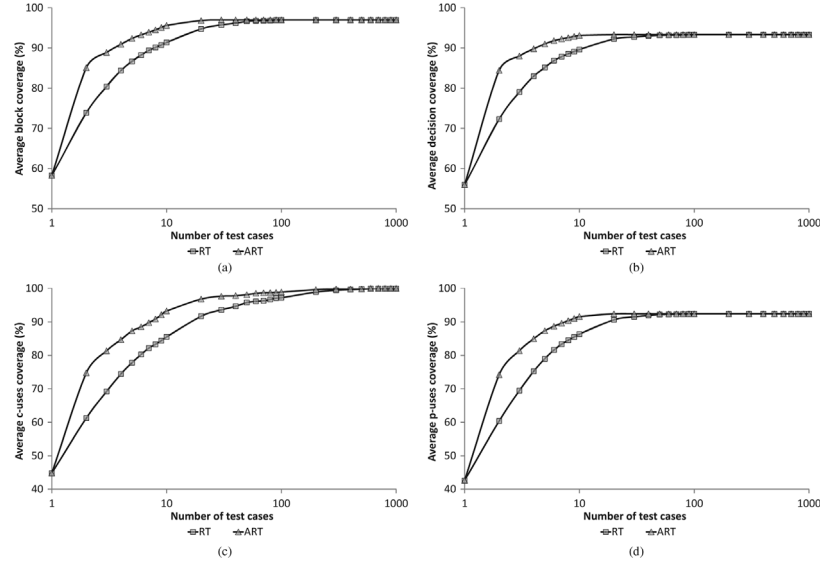 100
90
80
70
60
50
Average block coverage (%)
1 10 100 1000
Number of test cases
RT ART
(a)
100
90
80
70
60
50
Average decision coverage (%)
1 10 100 1000
Number of test cases
RT ART
(b)
100
90
80
70
60
50
40
Average c-uses coverage (%)
1 10 100 1000
Number of test cases
RT ART
(c)
100
90
80
70
60
50
40
Average p-uses coverage (%)
1 10 100 1000
Number of test cases
RT ART
(d)